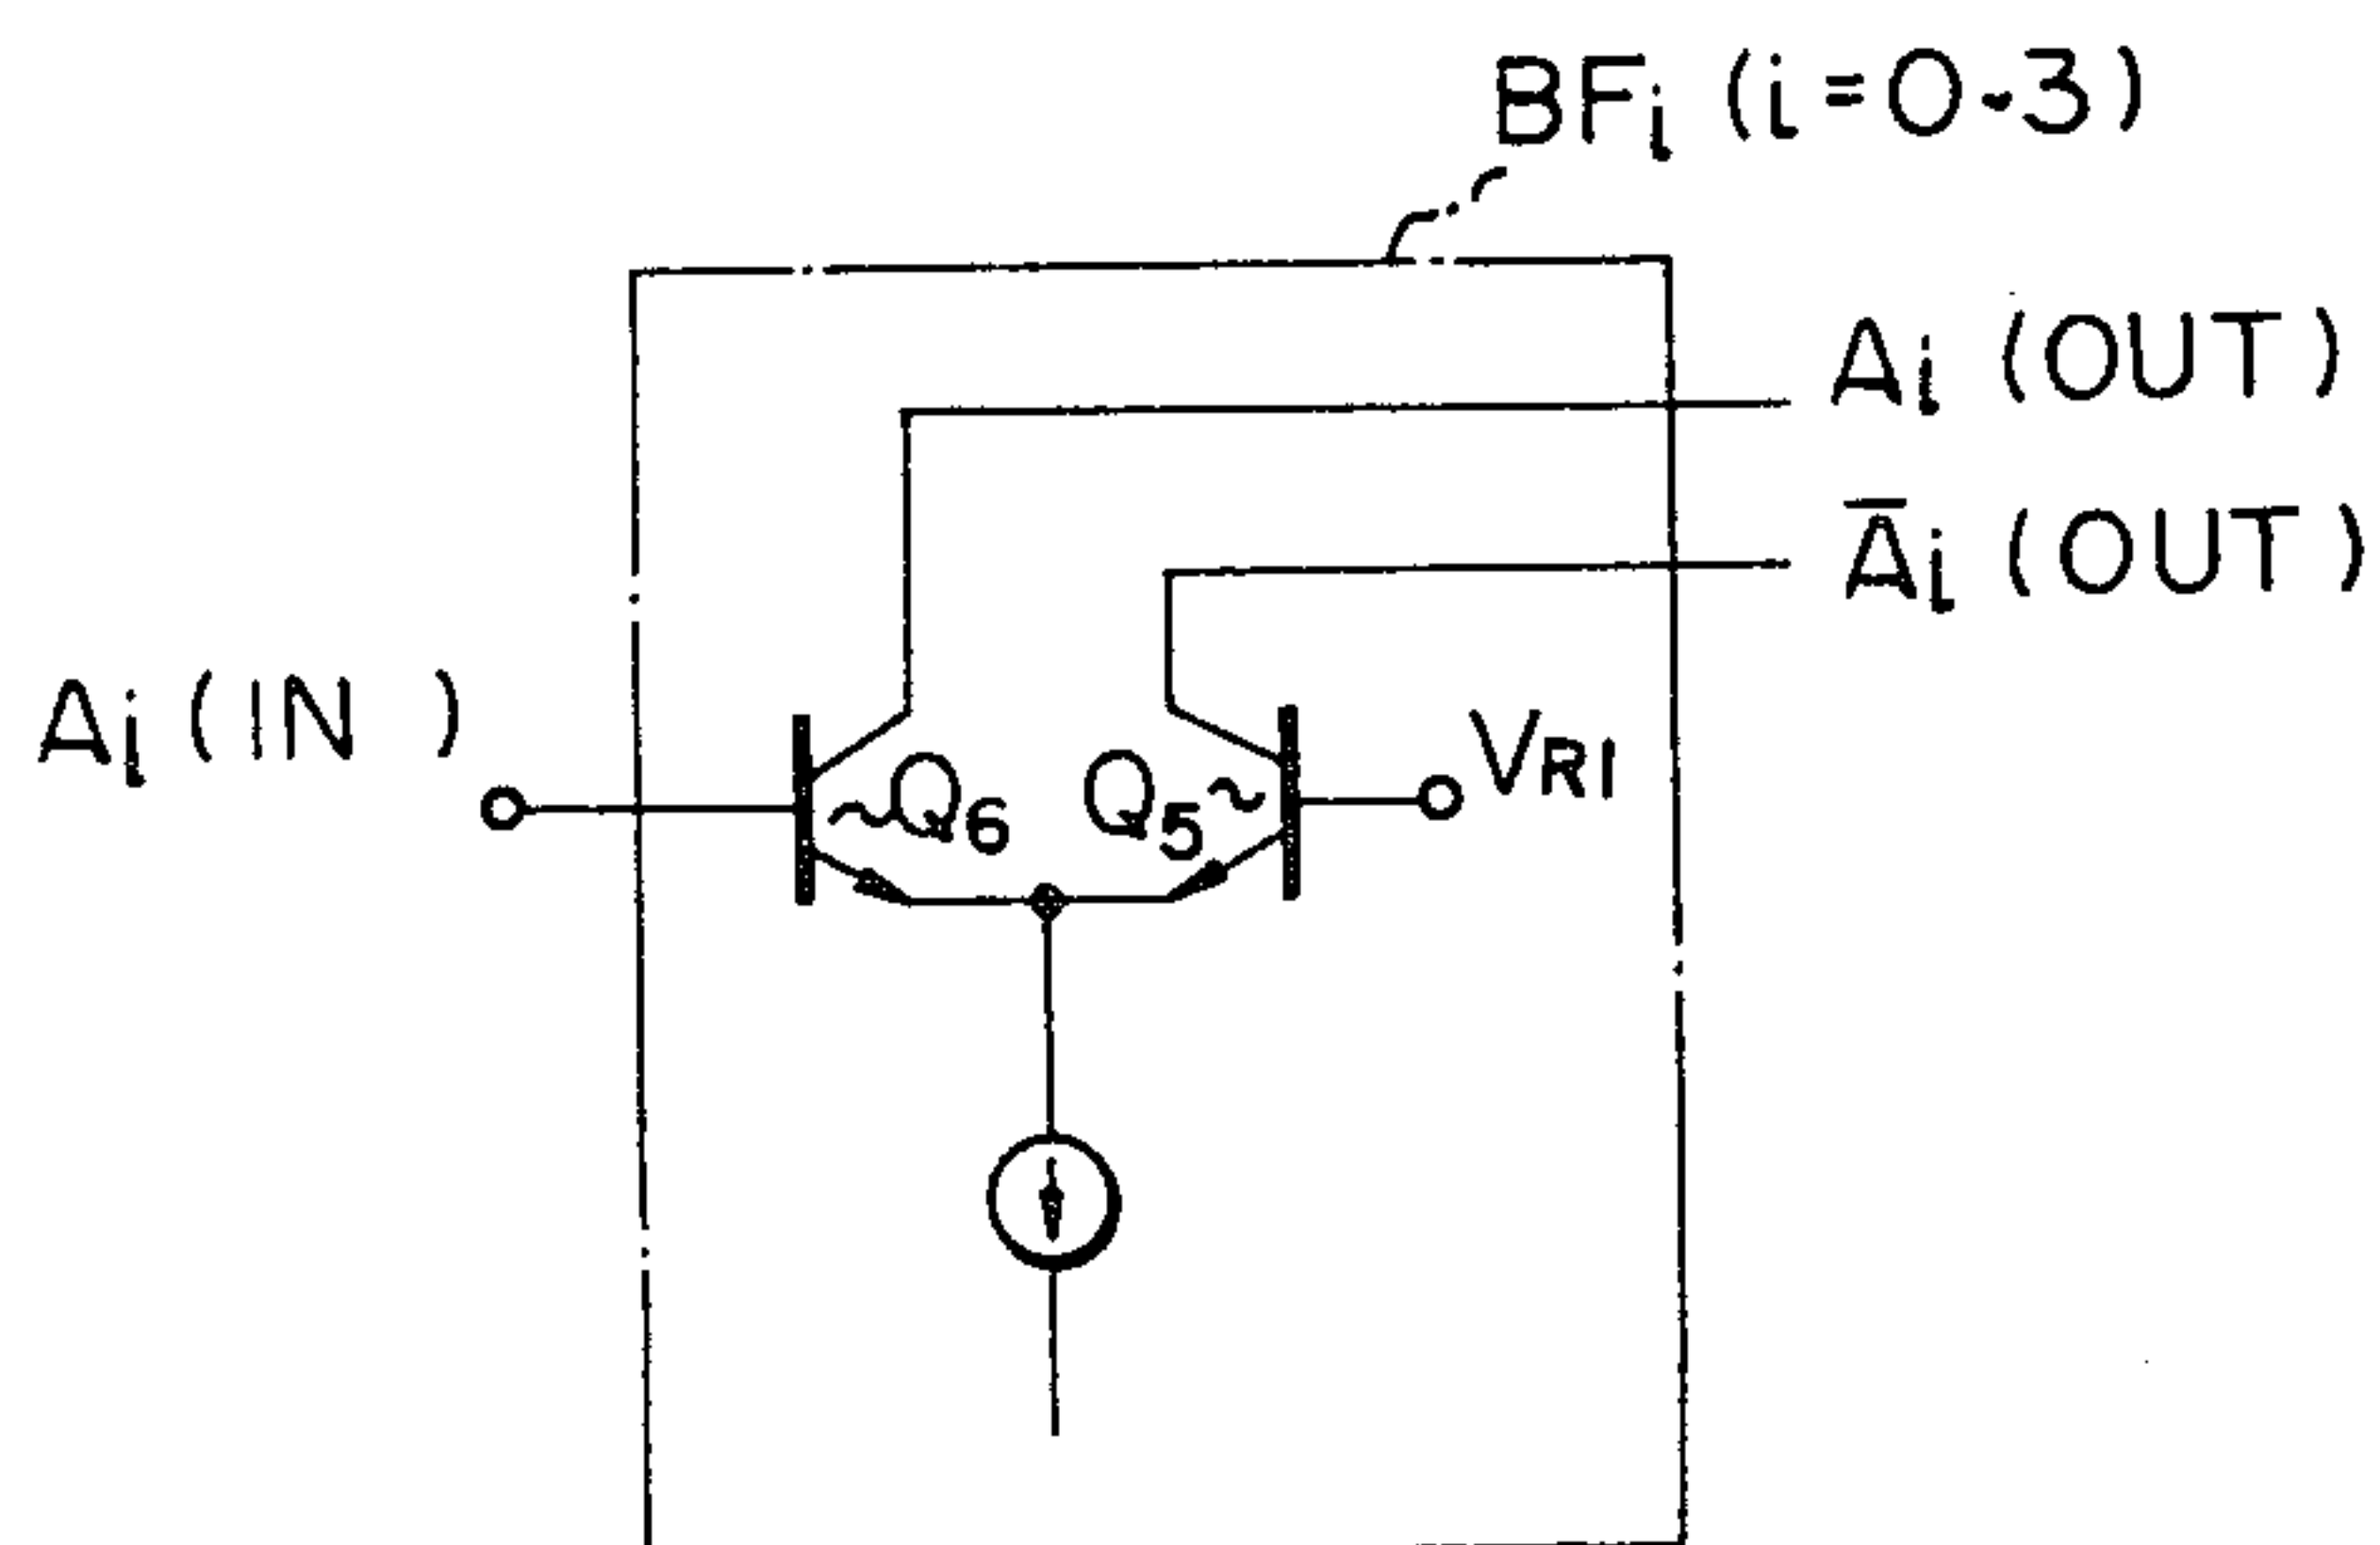 BFi (i=0~3)
Ai (OUT)
Āi (OUT)
Ai (IN)
Q6
Q5
VR1